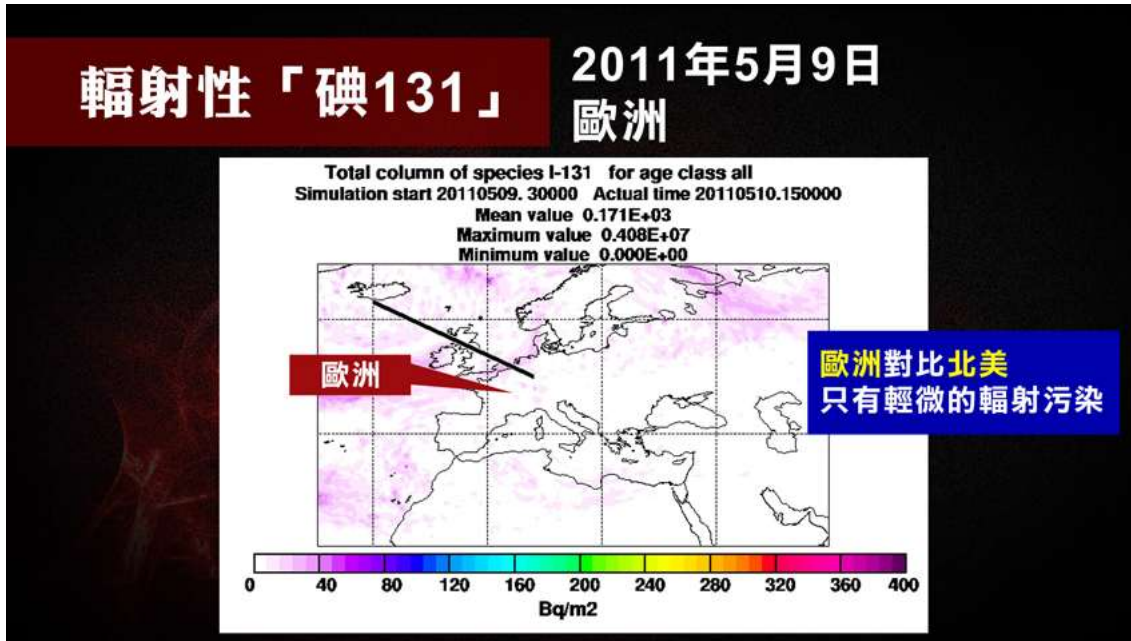 輻射性「碘131」
2011年5月9日
歐洲
Total column of species I-131 for age class all
Simulation start 20110509. 30000 Actual time 20110510.150000
Mean value 0.171E+03
Maximum value 0.408E+07
Minimum value 0.000E+00
歐洲
歐洲對比北美
只有輕微的輻射污染
0 40 80 120 160 200 240 280 320 360 400
Bq/m2